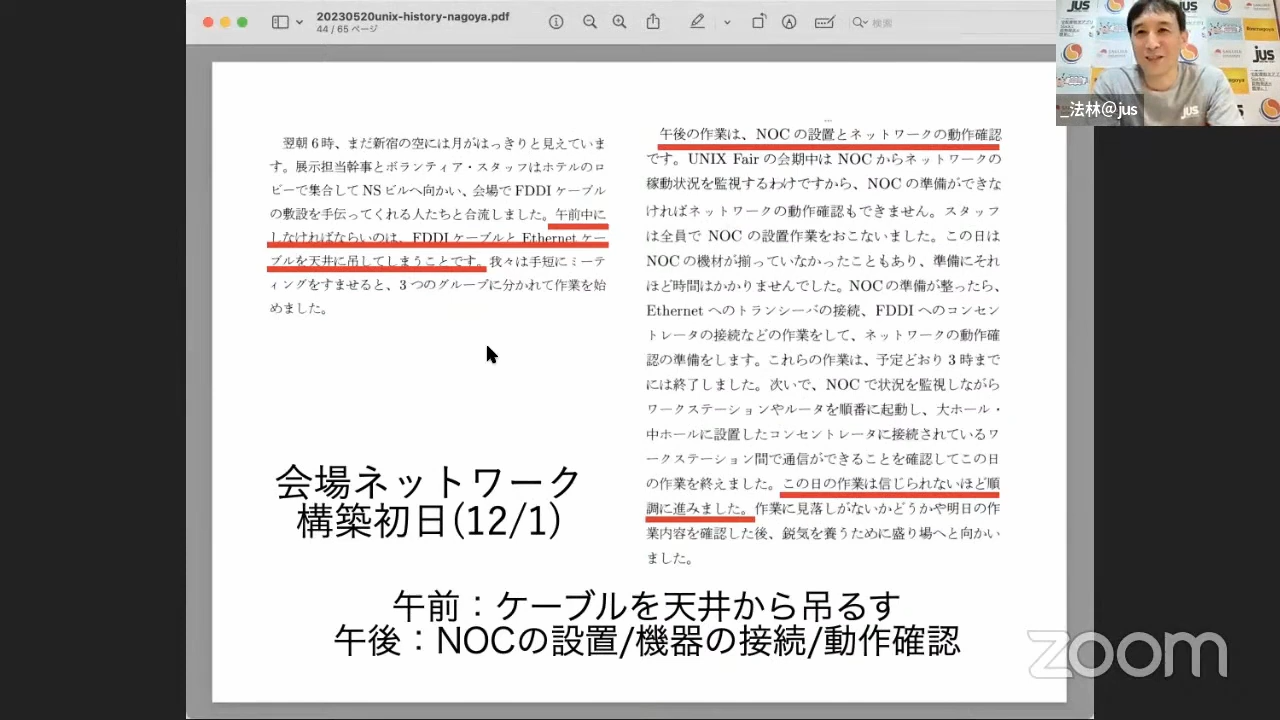 20230520unix-history-nagoya.pdf
44 / 65 ページ
検索
jus
_法林@jus
翌朝6時、まだ新宿の空には月がはっきりと見えていま
す。展示担当幹事とボランティア・スタッフはホテルのロ
ビーで集合して NS ビルへ向かい、会場で FDDI ケーブル
の敷設を手伝ってくれる人たちと合流しました。午前中に
しなければならいのは、FDDI ケーブルと Ethernet ケー
ブルを天井に吊してしまうことです。我々は手短にミーテ
ィングをすませると、3 つのグループに分かれて作業を始
めました。
午後の作業は、NOC の設置とネットワークの動作確認
です。UNIX Fair の会期中は NOC からネットワークの
稼動状況を監視するわけですから、NOC の準備ができな
ければネットワークの動作確認もできません。スタッフ
は全員で NOC の設置作業をおこないました。この日は
NOC の機材が揃っていなかったこともあり、準備にそれ
ほど時間はかかりませんでした。NOC の準備が整ったら、
Ethernet へのトランシーバの接続、FDDI へのコンセン
トレータの接続などの作業をして、ネットワークの動作確
認の準備をします。これらの作業は、予定どおり 3 時まで
には終了しました。次いで、NOC で状況を監視しながら
ワークステーションやルータを順番に起動し、大ホール・
中ホールに設置したコンセントレータに接続されているワ
ークステーション間で通信ができることを確認してこの日
の作業を終えました。この日の作業は信じられないほど順
調に進みました。作業に見落しがないかどうかや明日の作
業内容を確認した後、鋭気を養うために盛り場へと向かい
ました。
会場ネットワーク
構築初日(12/1)
午前：ケーブルを天井から吊るす
午後：NOCの設置/機器の接続/動作確認
zoom